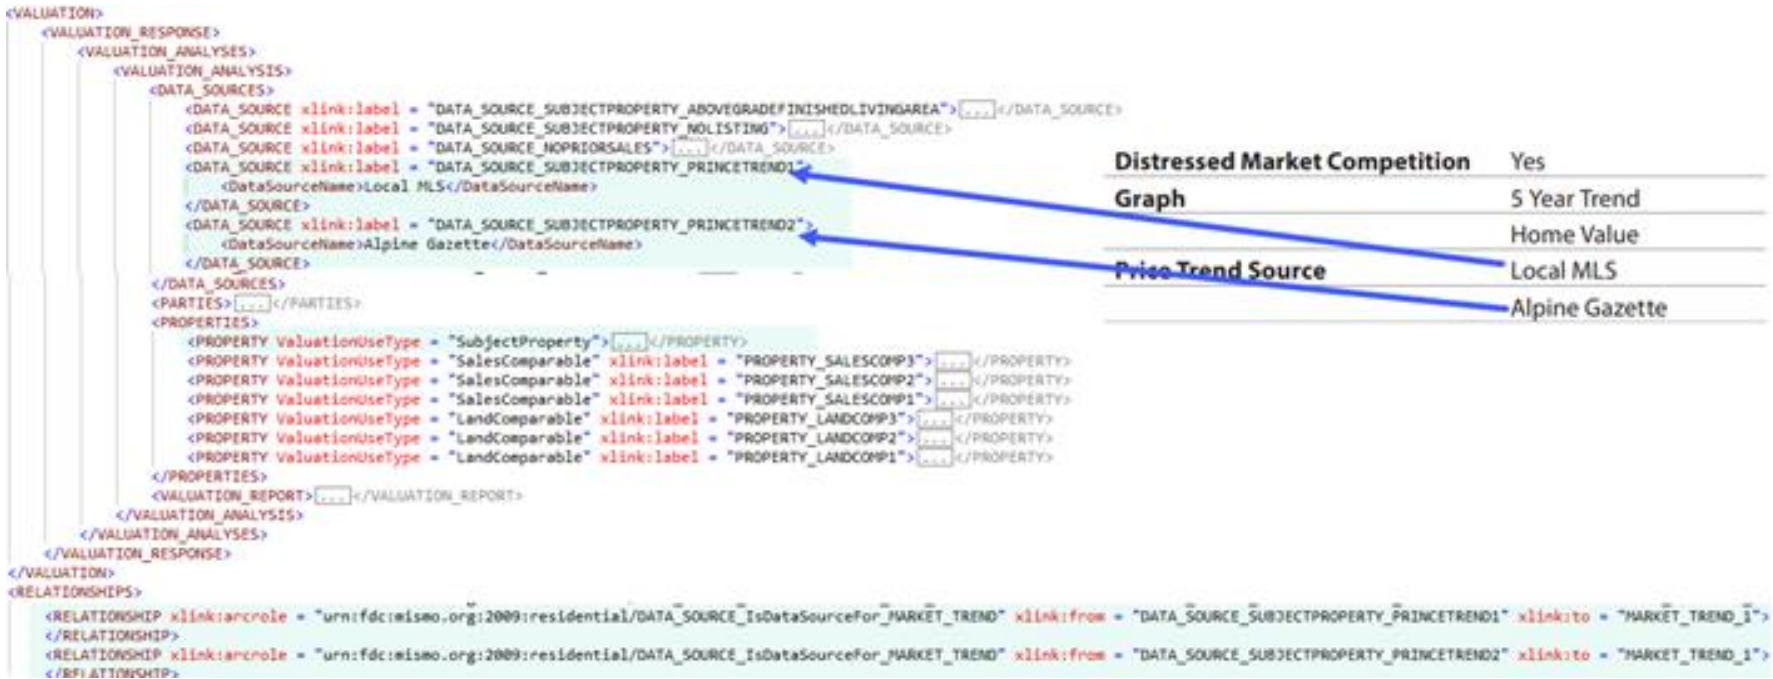 <VALUATION>
<VALUATION_RESPONSE>
<VALUATION_ANALYSES>
<VALUATION_ANALYSIS>
<DATA_SOURCES>
<DATA_SOURCE xlink:label = "DATA_SOURCE_SUBJECTPROPERTY_ABOVEGRADEFINISHEDLIVINGAREA">...</DATA_SOURCE>
<DATA_SOURCE xlink:label = "DATA_SOURCE_SUBJECTPROPERTY_NOLISTING">...</DATA_SOURCE>
<DATA_SOURCE xlink:label = "DATA_SOURCE_NOPRIORSALES">...</DATA_SOURCE>
<DATA_SOURCE xlink:label = "DATA_SOURCE_SUBJECTPROPERTY_PRINCETREND1">
<DataSourceName>Local MLS</DataSourceName>
</DATA_SOURCE>
<DATA_SOURCE xlink:label = "DATA_SOURCE_SUBJECTPROPERTY_PRINCETREND2">
<DataSourceName>Alpine Gazette</DataSourceName>
</DATA_SOURCE>
</DATA_SOURCES>
<PARTIES>...</PARTIES>
<PROPERTIES>
<PROPERTY ValuationUseType = "SubjectProperty">...</PROPERTY>
<PROPERTY ValuationUseType = "SalesComparable" xlink:label = "PROPERTY_SALESCOMP3">...</PROPERTY>
<PROPERTY ValuationUseType = "SalesComparable" xlink:label = "PROPERTY_SALESCOMP2">...</PROPERTY>
<PROPERTY ValuationUseType = "SalesComparable" xlink:label = "PROPERTY_SALESCOMP1">...</PROPERTY>
<PROPERTY ValuationUseType = "LandComparable" xlink:label = "PROPERTY_LANDCOMP3">...</PROPERTY>
<PROPERTY ValuationUseType = "LandComparable" xlink:label = "PROPERTY_LANDCOMP2">...</PROPERTY>
<PROPERTY ValuationUseType = "LandComparable" xlink:label = "PROPERTY_LANDCOMP1">...</PROPERTY>
</PROPERTIES>
<VALUATION_REPORT>...</VALUATION_REPORT>
</VALUATION_ANALYSIS>
</VALUATION_ANALYSES>
</VALUATION_RESPONSE>
</VALUATION>
<RELATIONSHIPS>
<RELATIONSHIP xlink:arcrole = "urn:fdc:mismo.org:2009:residential/DATA_SOURCE_IsDataSourceFor_MARKET_TREND" xlink:from = "DATA_SOURCE_SUBJECTPROPERTY_PRINCETREND1" xlink:to = "MARKET_TREND_1">
</RELATIONSHIP>
<RELATIONSHIP xlink:arcrole = "urn:fdc:mismo.org:2009:residential/DATA_SOURCE_IsDataSourceFor_MARKET_TREND" xlink:from = "DATA_SOURCE_SUBJECTPROPERTY_PRINCETREND2" xlink:to = "MARKET_TREND_1">
</RELATIONSHIP>
Distressed Market Competition Yes
Graph 5 Year Trend
Home Value
Price Trend Source Local MLS
Alpine Gazette